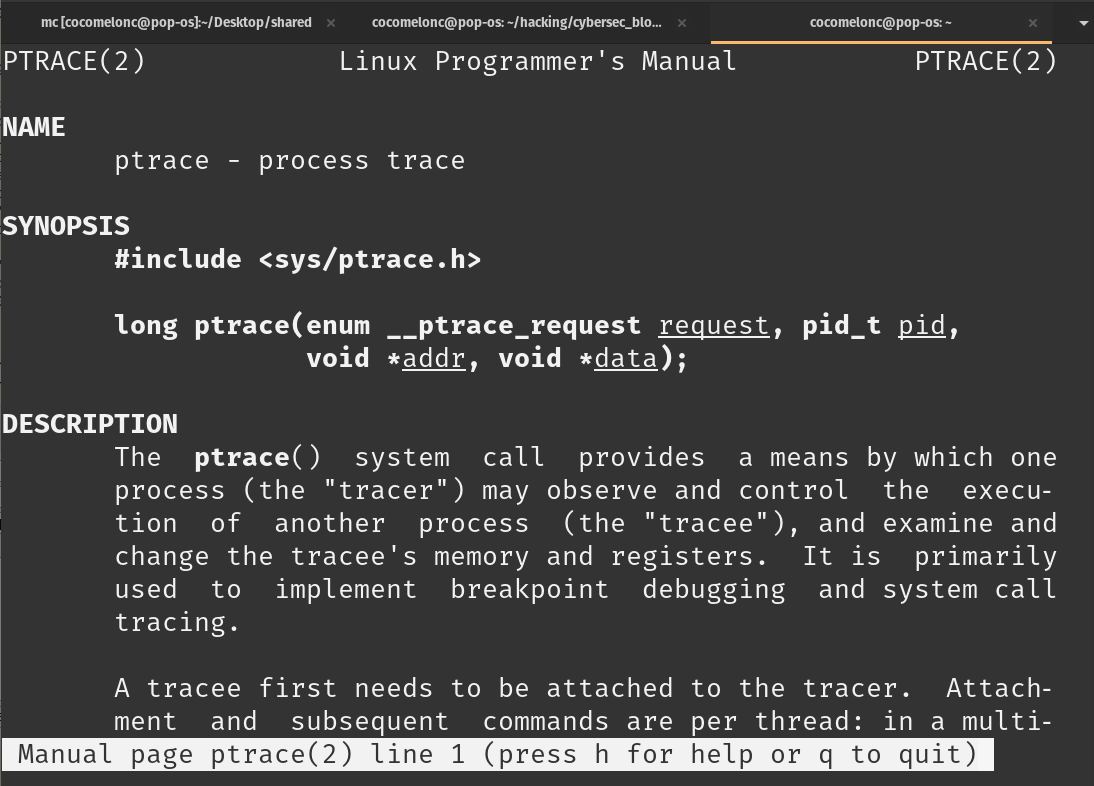 mc [cocomelonc@pop-os]:~/Desktop/shared × cocomelonc@pop-os: ~/hacking/cybersec_blo... × cocomelonc@pop-os: ~ ×
PTRACE(2) Linux Programmer's Manual PTRACE(2)
NAME
ptrace - process trace
SYNOPSIS
#include <sys/ptrace.h>
long ptrace(enum __ptrace_request request, pid_t pid,
void *addr, void *data);
DESCRIPTION
The ptrace() system call provides a means by which one
process (the "tracer") may observe and control the execu-
tion of another process (the "tracee"), and examine and
change the tracee's memory and registers. It is primarily
used to implement breakpoint debugging and system call
tracing.
A tracee first needs to be attached to the tracer. Attach-
ment and subsequent commands are per thread: in a multi-
Manual page ptrace(2) line 1 (press h for help or q to quit)